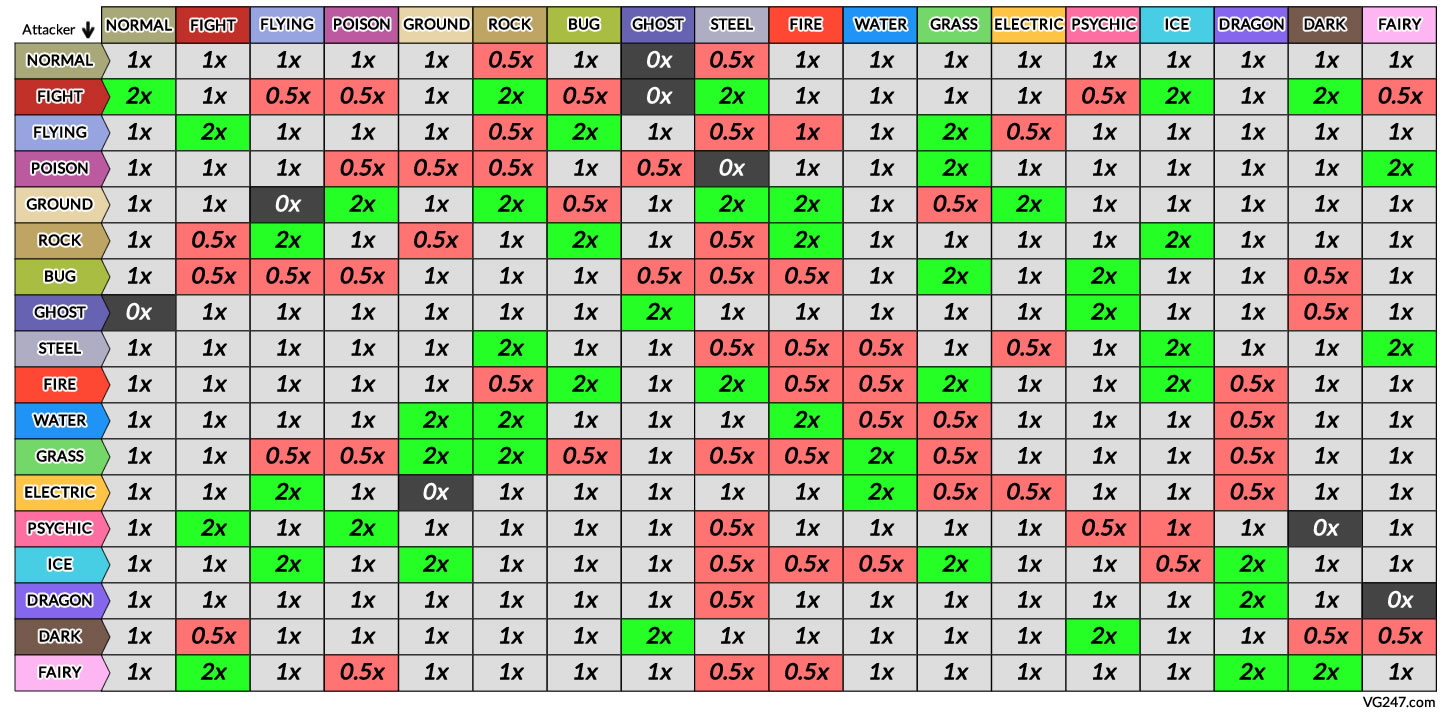 Attacker NORMAL FIGHT FLYING POISON GROUND ROCK BUG GHOST STEEL FIRE WATER GRASS ELECTRIC PSYCHIC ICE DRAGON DARK FAIRY
NORMAL 1x 1x 1x 1x 1x 0.5x 1x 0x 0.5x 1x 1x 1x 1x 1x 1x 1x 1x 1x
FIGHT 2x 1x 0.5x 0.5x 1x 2x 0.5x 0x 2x 1x 1x 1x 1x 0.5x 2x 1x 2x 0.5x
FLYING 1x 2x 1x 1x 1x 0.5x 2x 1x 0.5x 1x 1x 2x 0.5x 1x 1x 1x 1x 1x
POISON 1x 1x 1x 0.5x 0.5x 0.5x 1x 0.5x 0x 1x 1x 2x 1x 1x 1x 1x 1x 2x
GROUND 1x 1x 0x 2x 1x 2x 0.5x 1x 2x 2x 1x 0.5x 2x 1x 1x 1x 1x 1x
ROCK 1x 0.5x 2x 1x 0.5x 1x 2x 1x 0.5x 2x 1x 1x 1x 1x 2x 1x 1x 1x
BUG 1x 0.5x 0.5x 0.5x 1x 1x 1x 0.5x 0.5x 0.5x 1x 2x 1x 2x 1x 1x 0.5x 1x
GHOST 0x 1x 1x 1x 1x 1x 1x 2x 1x 1x 1x 1x 1x 2x 1x 1x 0.5x 1x
STEEL 1x 1x 1x 1x 1x 2x 1x 1x 0.5x 0.5x 0.5x 1x 0.5x 1x 2x 1x 1x 2x
FIRE 1x 1x 1x 1x 1x 0.5x 2x 1x 2x 0.5x 0.5x 2x 1x 1x 2x 0.5x 1x 1x
WATER 1x 1x 1x 1x 2x 2x 1x 1x 1x 2x 0.5x 0.5x 1x 1x 1x 0.5x 1x 1x
GRASS 1x 1x 0.5x 0.5x 2x 2x 0.5x 1x 0.5x 0.5x 2x 0.5x 1x 1x 1x 0.5x 1x 1x
ELECTRIC 1x 1x 2x 1x 0x 1x 1x 1x 1x 1x 2x 0.5x 0.5x 1x 1x 0.5x 1x 1x
PSYCHIC 1x 2x 1x 2x 1x 1x 1x 1x 0.5x 1x 1x 1x 1x 0.5x 1x 1x 0x 1x
ICE 1x 1x 2x 1x 2x 1x 1x 1x 0.5x 0.5x 0.5x 2x 1x 1x 0.5x 2x 1x 1x
DRAGON 1x 1x 1x 1x 1x 1x 1x 1x 0.5x 1x 1x 1x 1x 1x 1x 2x 1x 0x
DARK 1x 0.5x 1x 1x 1x 1x 1x 2x 1x 1x 1x 1x 1x 2x 1x 1x 0.5x 0.5x
FAIRY 1x 2x 1x 0.5x 1x 1x 1x 1x 0.5x 0.5x 1x 1x 1x 1x 1x 2x 2x 1x
VG247.com